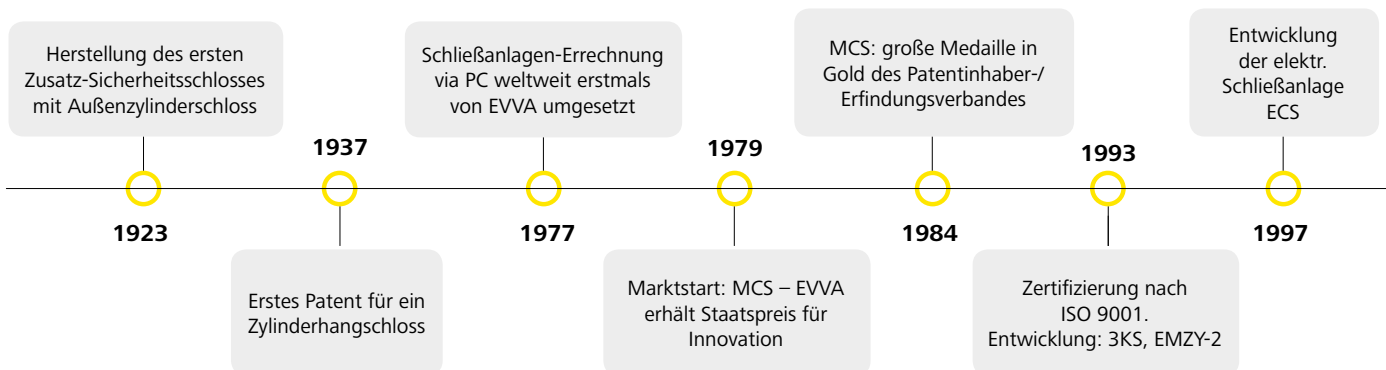 Herstellung des ersten
Zusatz-Sicherheitsschlosses
mit Außenzylinderschloss
1923
1937
Erstes Patent für ein
Zylinderhangschloss
Schließanlagen-Errechnung
via PC weltweit erstmals
von EVVA umgesetzt
1977
1979
Marktstart: MCS – EVVA
erhält Staatspreis für
Innovation
MCS: große Medaille in
Gold des Patentinhaber-/
Erfindungsverbandes
1984
1993
Zertifizierung nach
ISO 9001.
Entwicklung: 3KS, EMZY-2
Entwicklung
der elektr.
Schließanlage
ECS
1997